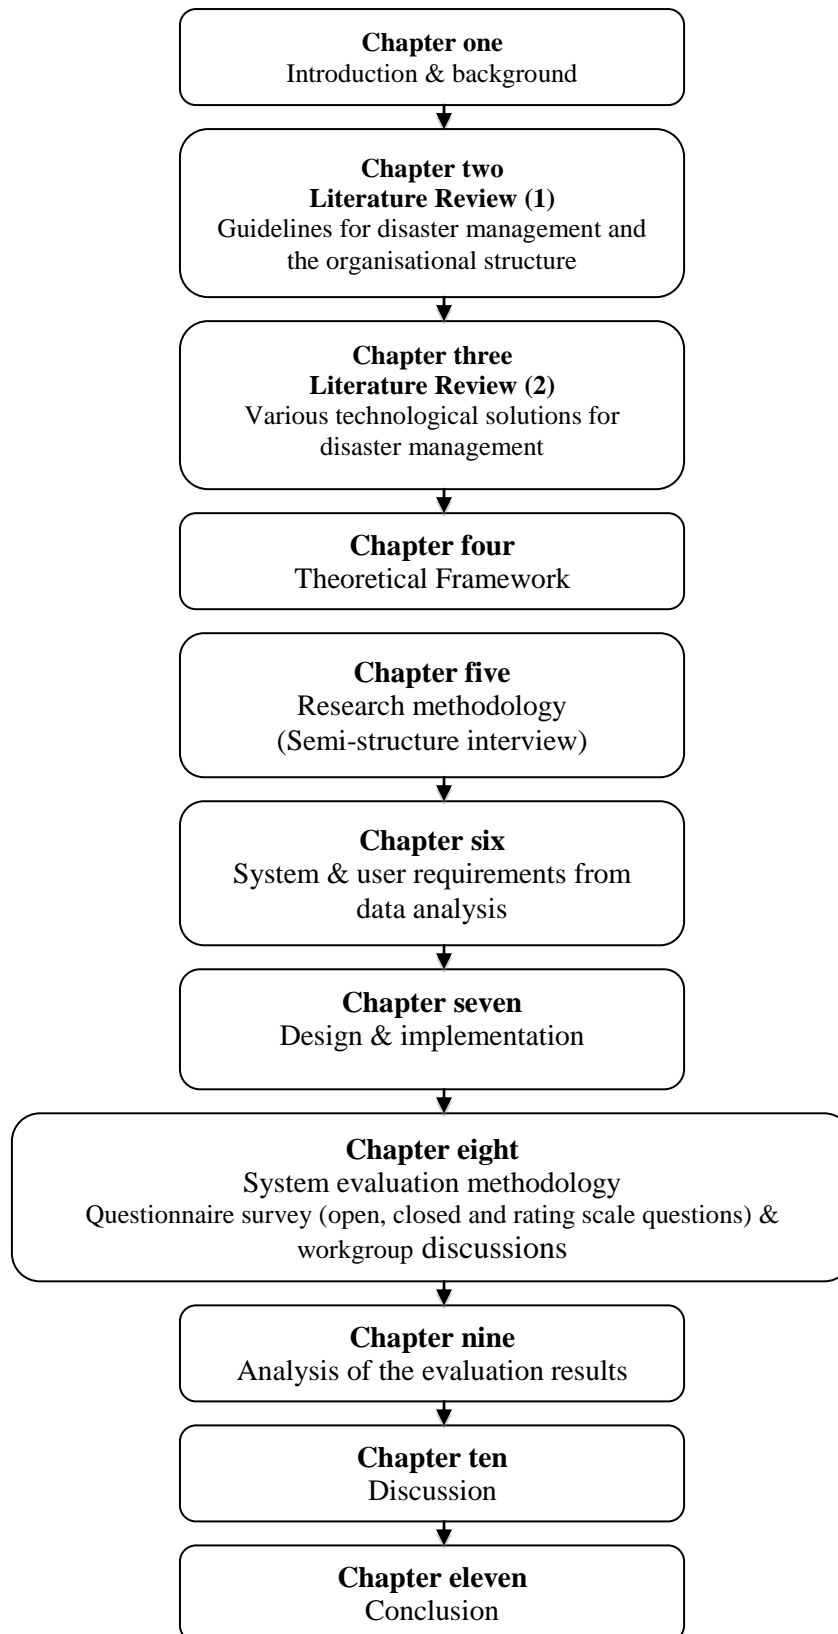 Chapter one
Introduction & background
Chapter two
Literature Review (1)
Guidelines for disaster management and
the organisational structure
Chapter three
Literature Review (2)
Various technological solutions for
disaster management
Chapter four
Theoretical Framework
Chapter five
Research methodology
(Semi-structure interview)
Chapter six
System & user requirements from
data analysis
Chapter seven
Design & implementation
Chapter eight
System evaluation methodology
Questionnaire survey (open, closed and rating scale questions) &
workgroup discussions
Chapter nine
Analysis of the evaluation results
Chapter ten
Discussion
Chapter eleven
Conclusion